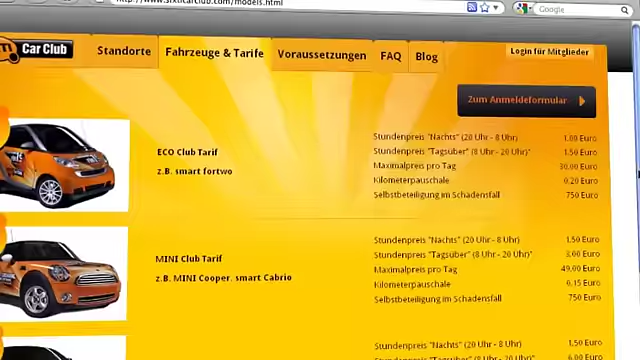 http://www.sixticarclub.com/models.html
Google
Car Club
Standorte
Fahrzeuge & Tarife
Voraussetzungen
FAQ
Blog
Login für Mitglieder
Zum Anmeldeformular
ECO Club Tarif
z.B. smart fortwo
Stundenpreis "Nachts" (20 Uhr - 8 Uhr) 1.00 Euro
Stundenpreis "Tagsüber" (8 Uhr - 20 Uhr)* 1.50 Euro
Maximalpreis pro Tag 30.00 Euro
Kilometerpauschale 0.20 Euro
Selbstbeteiligung im Schadensfall 750 Euro
MINI Club Tarif
z.B. MINI Cooper, smart Cabrio
Stundenpreis "Nachts" (20 Uhr - 8 Uhr) 1.50 Euro
Stundenpreis "Tagsüber" (8 Uhr - 20 Uhr)* 3.00 Euro
Maximalpreis pro Tag 49.00 Euro
Kilometerpauschale 0.15 Euro
Selbstbeteiligung im Schadensfall 750 Euro
Stundenpreis "Nachts" (20 Uhr - 8 Uhr) 1.50 Euro
Stundenpreis "Tagsüber" (8 Uhr - 20 Uhr)* 6.00 Euro